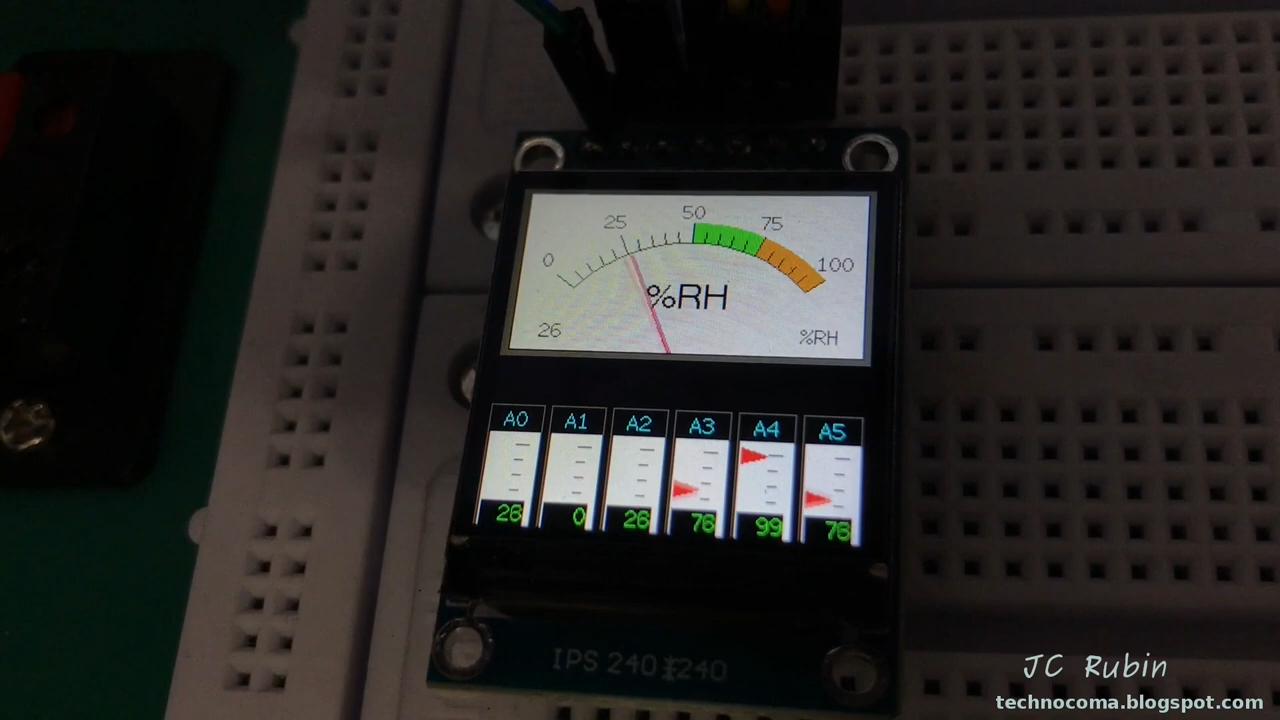 50
25 75
0 100
%RH
26 %RH
A0 A1 A2 A3 A4 A5
26 0 26 76 99 76
IPS 240
240
JC Rubin
technocoma.blogspot.com